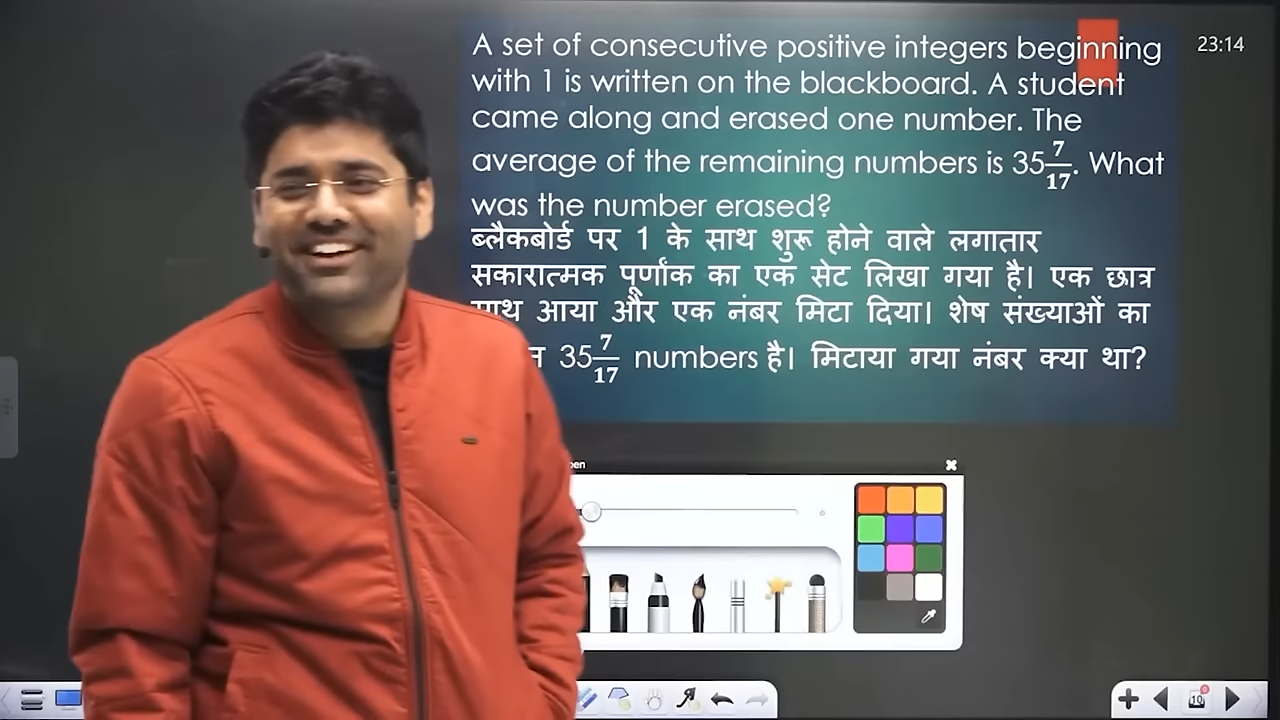 A set of consecutive positive integers beginning
with 1 is written on the blackboard. A student
came along and erased one number. The
average of the remaining numbers is 35 7/17. What
was the number erased?
ब्लैकबोर्ड पर 1 के साथ शुरू होने वाले लगातार
सकारात्मक पूर्णांक का एक सेट लिखा गया है। एक छात्र
आया और एक नंबर मिटा दिया। शेष संख्याओं का
35 7/17 numbers है। मिटाया गया नंबर क्या था?
23:14
10